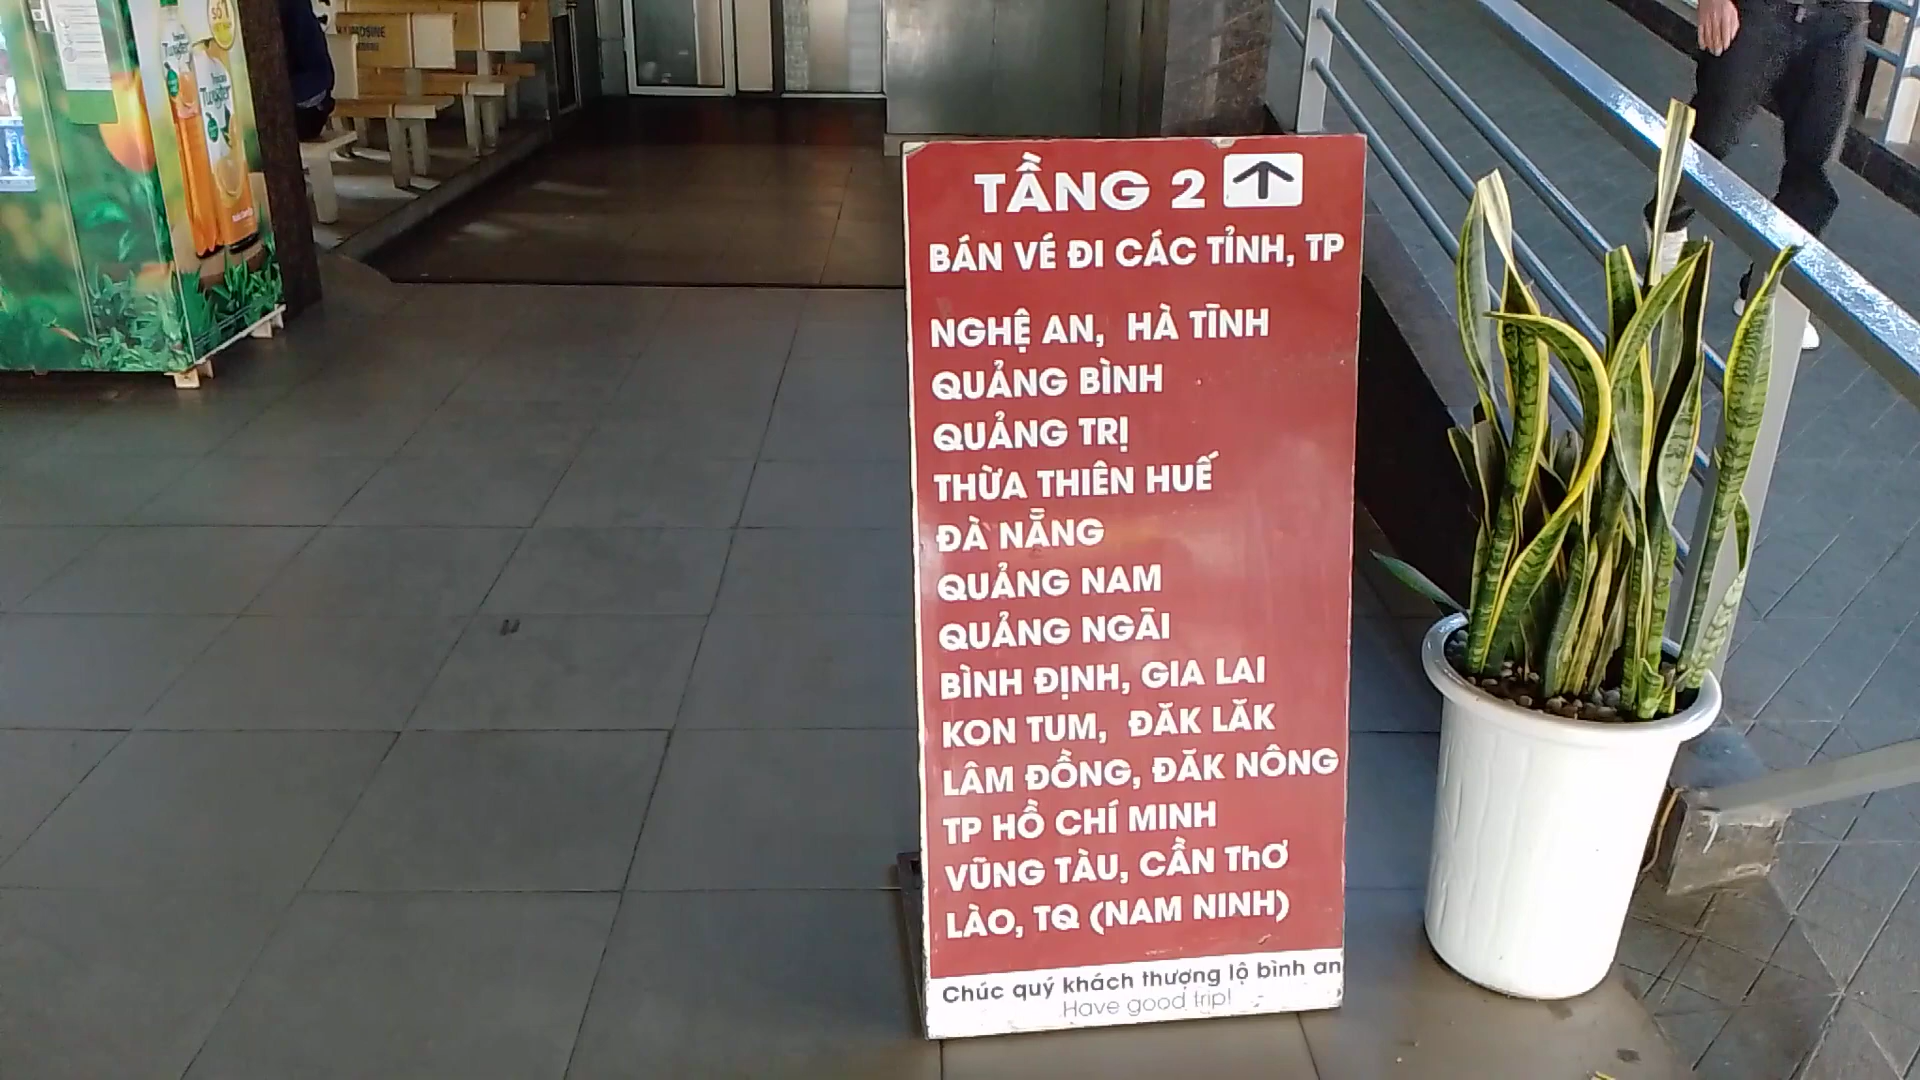 TẦNG 2
BÁN VÉ ĐI CÁC TỈNH, TP
NGHỆ AN, HÀ TĨNH
QUẢNG BÌNH
QUẢNG TRỊ
THỪA THIÊN HUẾ
ĐÀ NẴNG
QUẢNG NAM
QUẢNG NGÃI
BÌNH ĐỊNH, GIA LAI
KON TUM, ĐĂK LĂK
LÂM ĐỒNG, ĐĂK NÔNG
TP HỒ CHÍ MINH
VŨNG TÀU, CẦN ThƠ
LÀO, TQ (NAM NINH)
Chúc quý khách thượng lộ bình an
Have good trip!
Twister